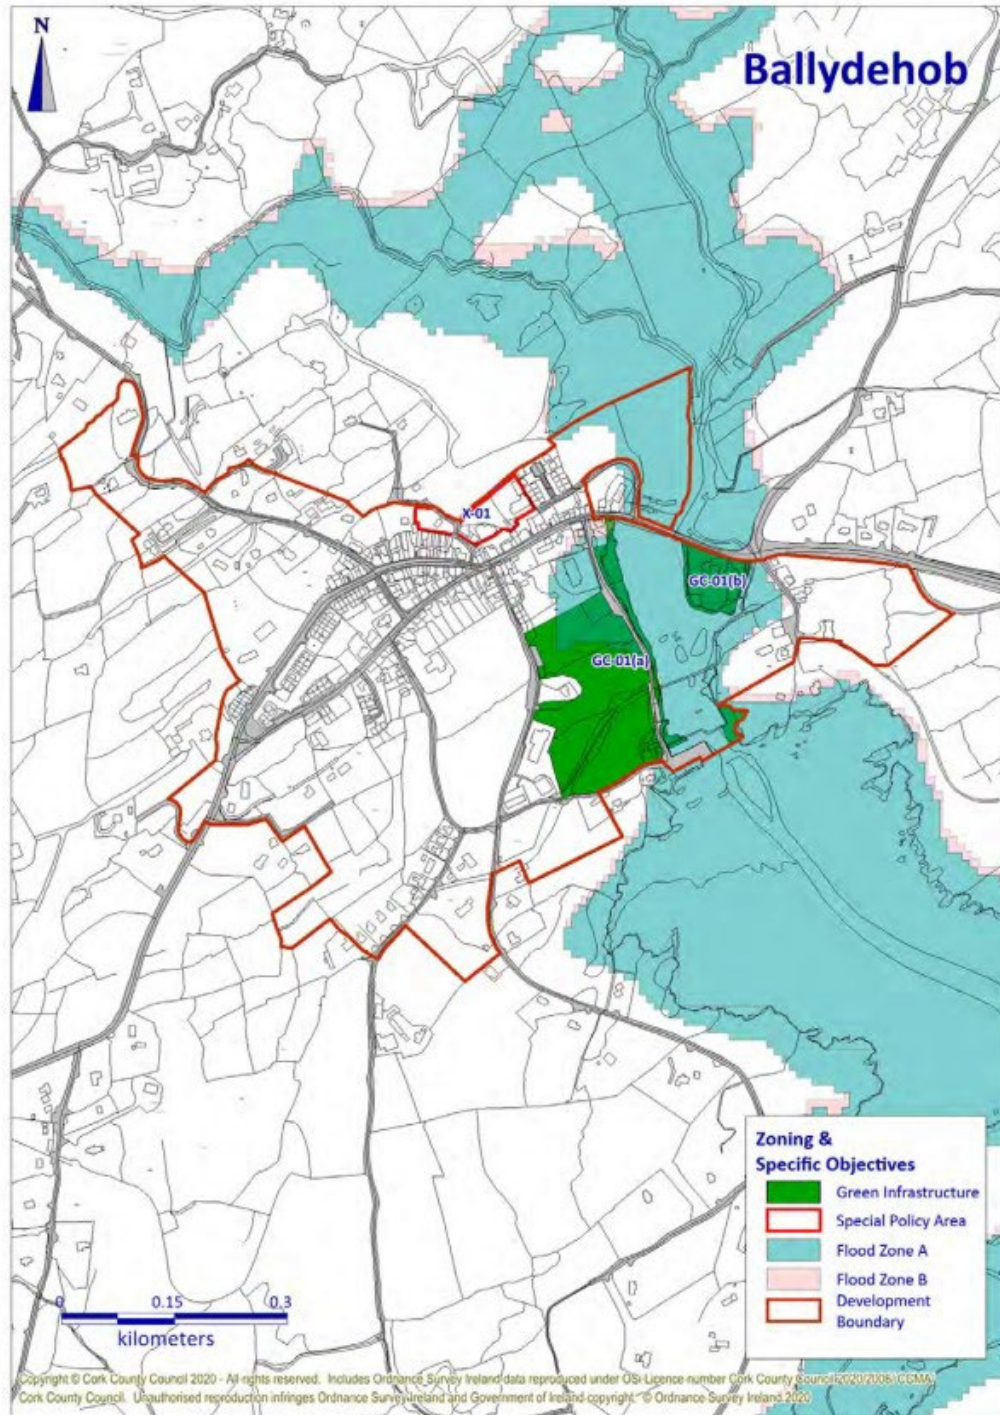 N
Ballydehob
X-01
GC-01(b)
GC-01(a)
Zoning &
Specific Objectives
Green Infrastructure
Special Policy Area
Flood Zone A
Flood Zone B
Development
Boundary
0 0.15 0.3
kilometers
Copyright © Cork County Council 2020 - All rights reserved. Includes Ordnance Survey Ireland data reproduced under OSi Licence number Cork County Council 2020/2006/CCMA/
Cork County Council. Unauthorised reproduction infringes Ordnance Survey Ireland and Government of Ireland copyright. © Ordnance Survey Ireland 2020